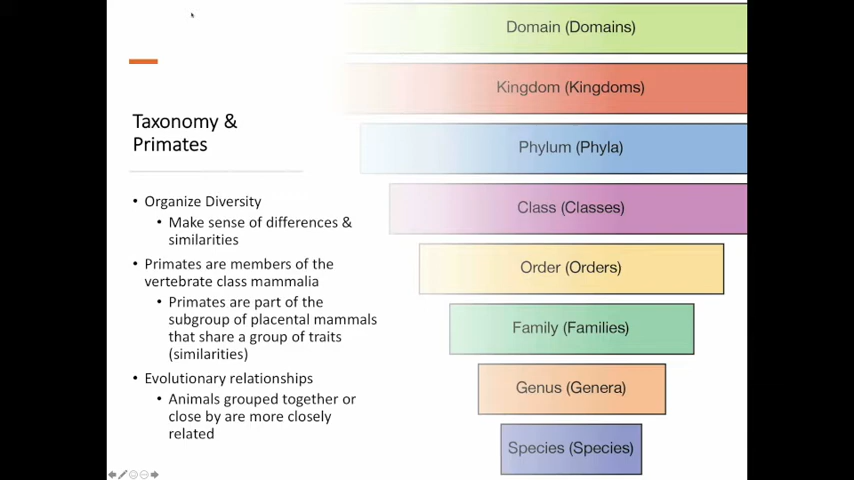 Taxonomy &
Primates
• Organize Diversity
• Make sense of differences &
similarities
• Primates are members of the
vertebrate class mammalia
• Primates are part of the
subgroup of placental mammals
that share a group of traits
(similarities)
• Evolutionary relationships
• Animals grouped together or
close by are more closely
related
Domain (Domains)
Kingdom (Kingdoms)
Phylum (Phyla)
Class (Classes)
Order (Orders)
Family (Families)
Genus (Genera)
Species (Species)